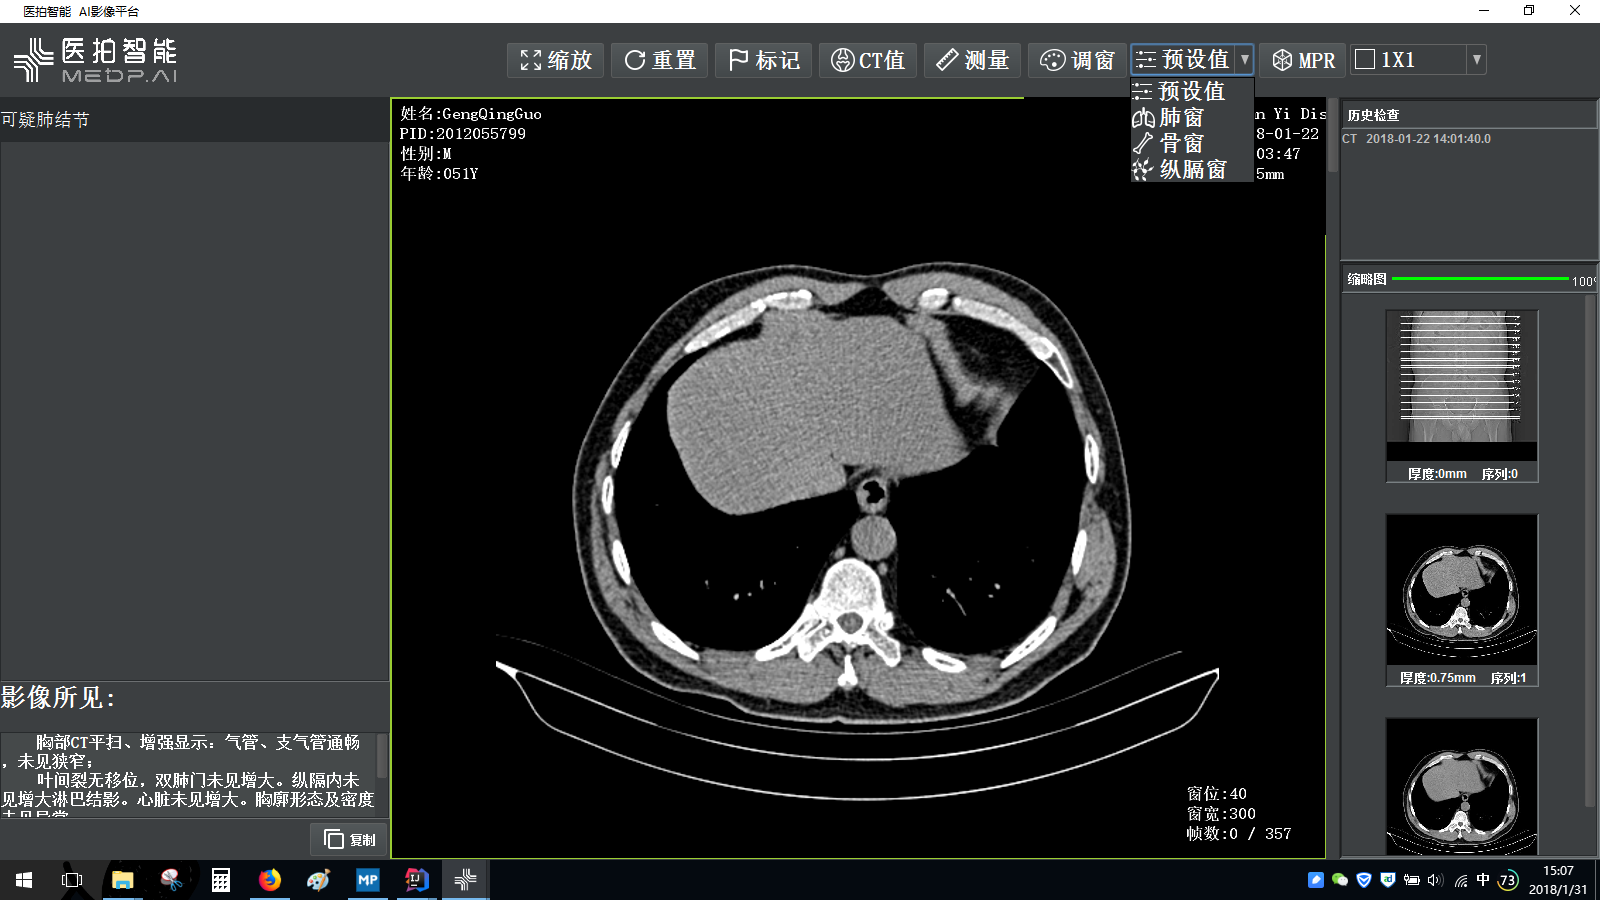 医拍智能 AI影像平台
医拍智能
MEDP.AI
缩放
重置
标记
CT值
测量
调窗
预设值
MPR
1X1
预设值
肺窗
骨窗
纵膈窗
可疑肺结节
姓名:GengQingGuo
PID:2012055799
性别:M
年龄:051Y
n Yi Dis
8-01-22
03:47
5mm
历史检查
CT 2018-01-22 14:01:40.0
缩略图
100%
厚度:0mm 序列:0
厚度:0.75mm 序列:1
影像所见:
胸部CT平扫、增强显示: 气管、支气管通畅
，未见狭窄;
叶间裂无移位，双肺门未见增大。纵隔内未
见增大淋巴结影。心脏未见增大。胸廓形态及密度
复制
窗位:40
窗宽:300
帧数:0 / 357
MP
IJ
中
73
15:07
2018/1/31